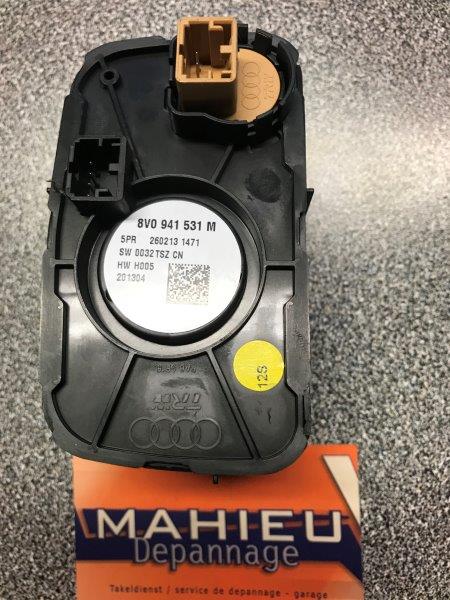 8V0 941 531 M
5PR 260213 1471
SW 0032TSZ CN
HW H005
201304
12S
TRW
MAHIEU
Depannage
Takeldienst / service de depannage - garage